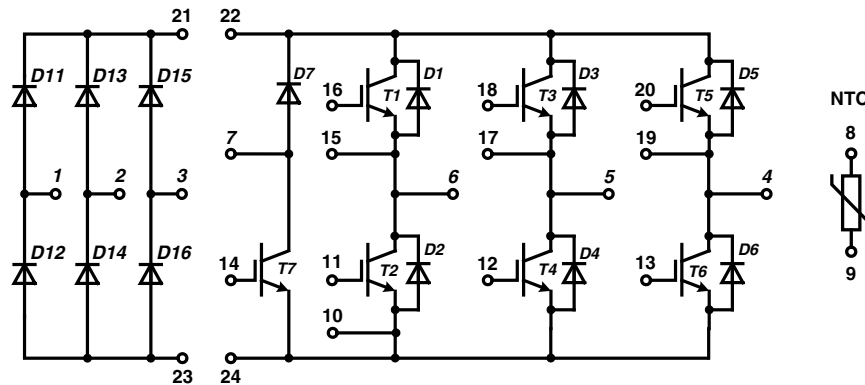 21 22
D11 D13 D15 D7 D1 D3 D5
16 T1 18 T3 20 T5 NTC
7 15 17 19 8
1 2 3 6 5 4
D12 D14 D16 D2 D4 D6
14 T7 11 T2 12 T4 13 T6 9
10
23 24